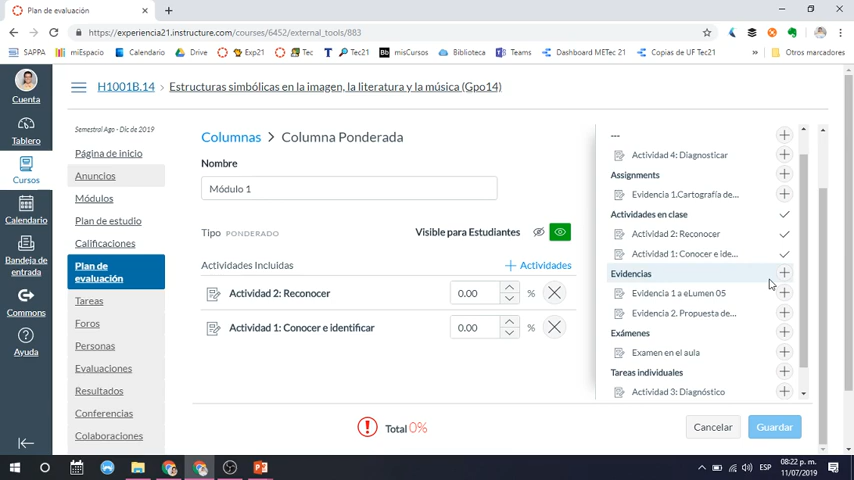 Plan de evaluación
https://experiencia21.instructure.com/courses/6452/external_tools/883
SAPPA
miEspacio
Calendario
Drive
Exp21
Tec
Tec21
misCursos
Biblioteca
Teams
Dashboard METec 21
Copias de UF Tec21
»
Otros marcadores
Cuenta
Tablero
Cursos
Calendario
Bandeja de
entrada
Commons
Ayuda
H1001B.14 > Estructuras simbólicas en la imagen, la literatura y la música (Gpo14)
Semestral Ago - Dic de 2019
Página de inicio
Anuncios
Módulos
Plan de estudio
Calificaciones
Plan de
evaluación
Tareas
Foros
Personas
Evaluaciones
Resultados
Conferencias
Colaboraciones
Columnas > Columna Ponderada
Nombre
Módulo 1
Tipo PONDERADO
Visible para Estudiantes
Actividades Incluidas
+ Actividades
Actividad 2: Reconocer
0.00 %
Actividad 1: Conocer e identificar
0.00 %
Total 0%
Cancelar
Guardar
---
Actividad 4: Diagnosticar
Assignments
Evidencia 1.Cartografía de...
Actividades en clase
Actividad 2: Reconocer
Actividad 1: Conocer e ide...
Evidencias
Evidencia 1 a eLumen 05
Evidencia 2. Propuesta de...
Exámenes
Examen en el aula
Tareas individuales
Actividad 3: Diagnóstico
ESP
08:22 p. m.
11/07/2019